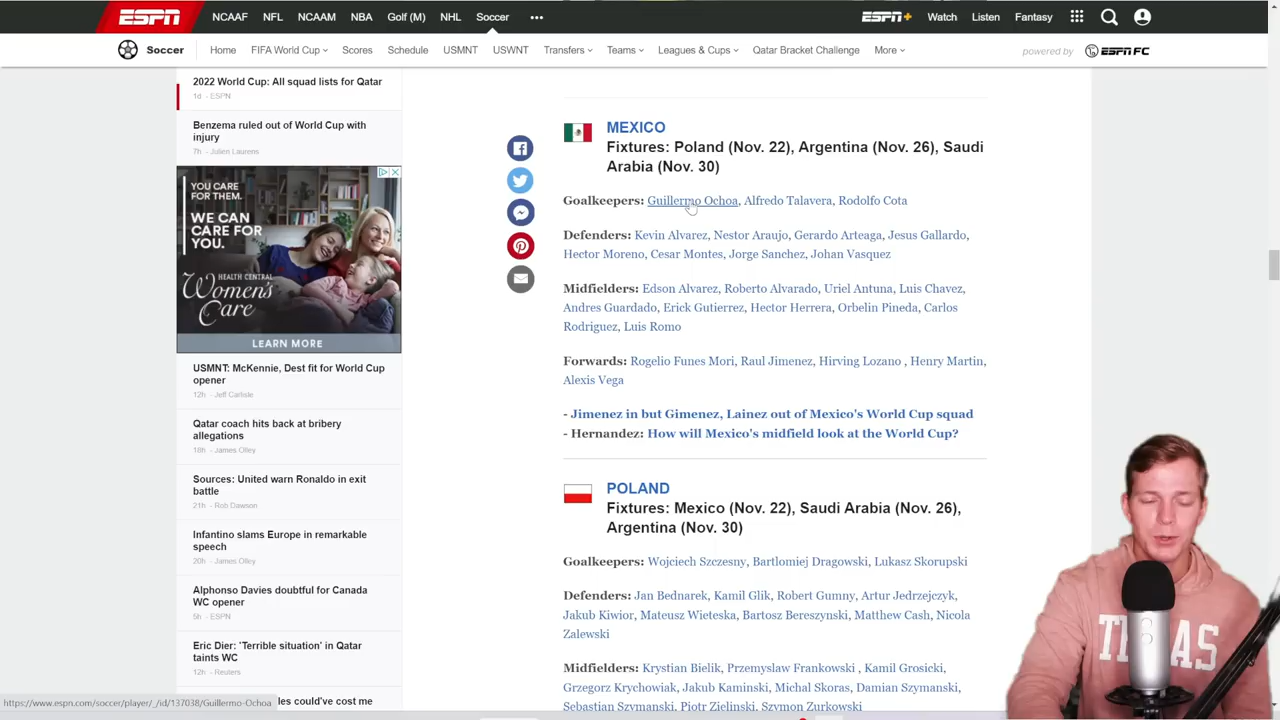 ESPN NCAAF NFL NCAAM NBA Golf (M) NHL Soccer ••• ESPN+ Watch Listen Fantasy
Soccer Home FIFA World Cup Scores Schedule USMNT USWNT Transfers Teams Leagues & Cups Qatar Bracket Challenge More powered by ESPN FC
2022 World Cup: All squad lists for Qatar
1d - ESPN
Benzema ruled out of World Cup with
injury
7h - Julien Laurens
YOU CARE
FOR THEM.
WE CAN
CARE FOR
YOU.
HEALTH CENTRAL
Women's
Care
LEARN MORE
USMNT: McKennie, Dest fit for World Cup
opener
12h - Jeff Carlisle
Qatar coach hits back at bribery
allegations
18h - James Olley
Sources: United warn Ronaldo in exit
battle
21h - Rob Dawson
Infantino slams Europe in remarkable
speech
20h - James Olley
Alphonso Davies doubtful for Canada
WC opener
5h - ESPN
Eric Dier: 'Terrible situation' in Qatar
taints WC
12h - Reuters
les could've cost me
https://www.espn.com/soccer/player/_/id/137038/Guillermo-Ochoa
MEXICO
Fixtures: Poland (Nov. 22), Argentina (Nov. 26), Saudi
Arabia (Nov. 30)
Goalkeepers: Guillermo Ochoa, Alfredo Talavera, Rodolfo Cota
Defenders: Kevin Alvarez, Nestor Araujo, Gerardo Arteaga, Jesus Gallardo,
Hector Moreno, Cesar Montes, Jorge Sanchez, Johan Vasquez
Midfielders: Edson Alvarez, Roberto Alvarado, Uriel Antuna, Luis Chavez,
Andres Guardado, Erick Gutierrez, Hector Herrera, Orbelin Pineda, Carlos
Rodriguez, Luis Romo
Forwards: Rogelio Funes Mori, Raul Jimenez, Hirving Lozano , Henry Martin,
Alexis Vega
- Jimenez in but Gimenez, Lainez out of Mexico's World Cup squad
- Hernandez: How will Mexico's midfield look at the World Cup?
POLAND
Fixtures: Mexico (Nov. 22), Saudi Arabia (Nov. 26),
Argentina (Nov. 30)
Goalkeepers: Wojciech Szczesny, Bartlomiej Dragowski, Lukasz Skorupski
Defenders: Jan Bednarek, Kamil Glik, Robert Gumny, Artur Jedrzejczyk,
Jakub Kiwior, Mateusz Wieteska, Bartosz Bereszynski, Matthew Cash, Nicola
Zalewski
Midfielders: Krystian Bielik, Przemyslaw Frankowski , Kamil Grosicki,
Grzegorz Krychowiak, Jakub Kaminski, Michal Skoras, Damian Szymanski,
Sebastian Szymanski, Piotr Zielinski, Szymon Zurkowski
TEXAS